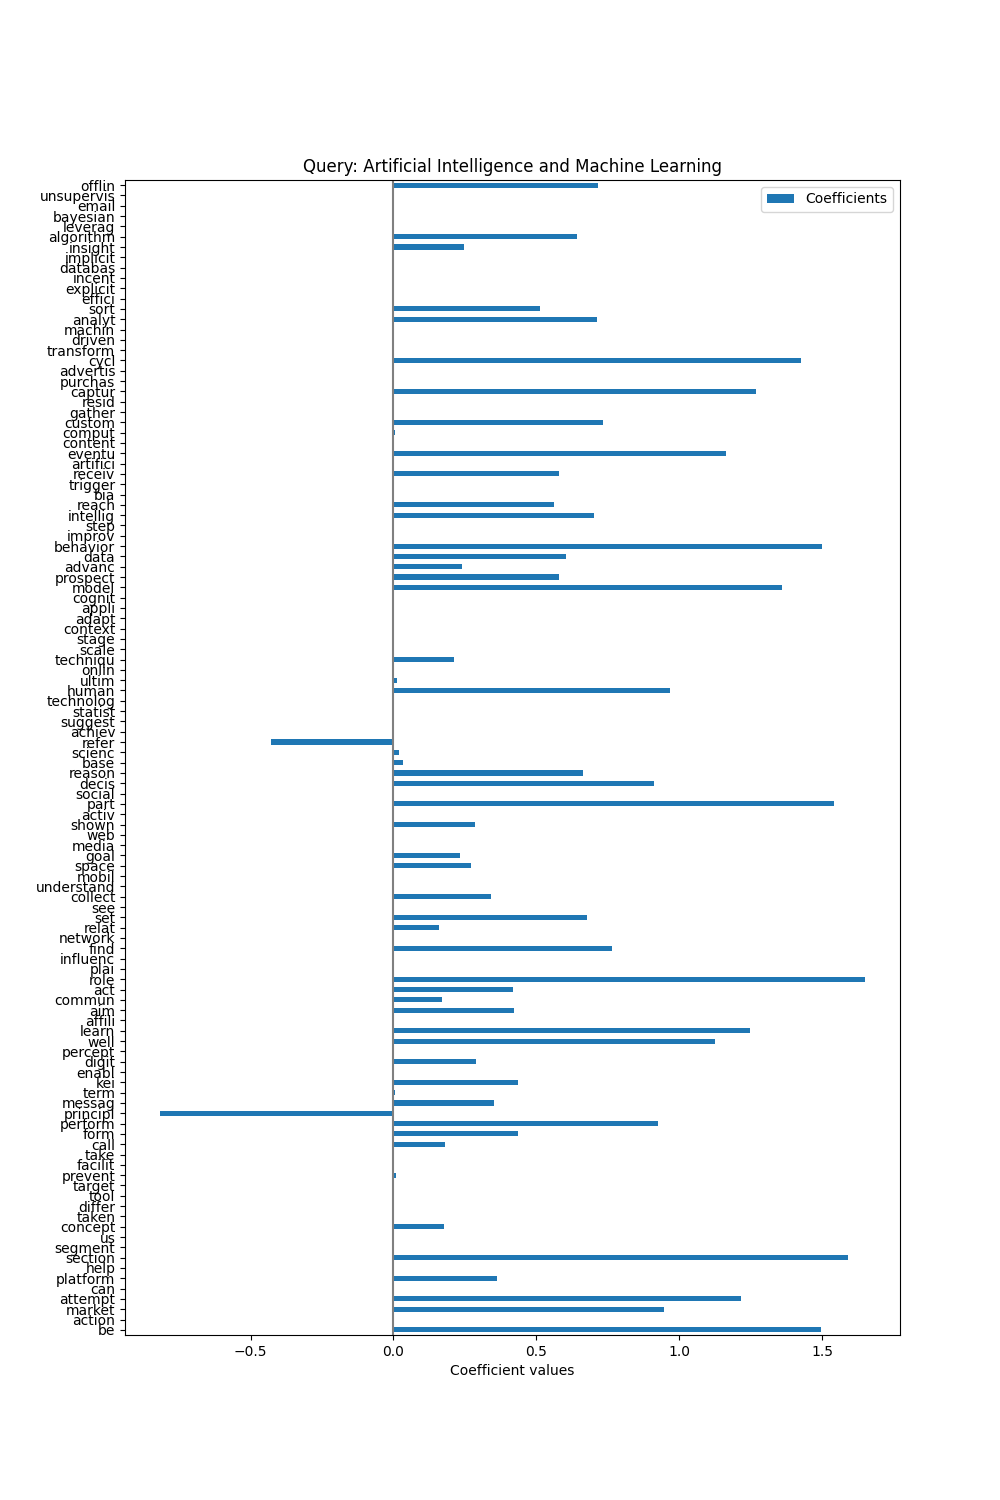 Query: Artificial Intelligence and Machine Learning
Coefficients
offlin
unsupervis
email
bayesian
leverag
algorithm
insight
implicit
databas
incent
explicit
effici
sort
analyt
machin
driven
transform
cycl
advertis
purchas
captur
resid
gather
custom
comput
content
eventu
artifici
receiv
trigger
bia
reach
intellig
step
improv
behavior
data
advanc
prospect
model
cognit
appli
adapt
context
stage
scale
techniqu
onlin
ultim
human
technolog
statist
suggest
achiev
refer
scienc
base
reason
decis
social
part
activ
shown
web
media
goal
space
mobil
understand
collect
see
set
relat
network
find
influenc
plai
role
act
commun
aim
affili
learn
well
percept
digit
enabl
kei
term
messag
principl
perform
form
call
take
facilit
prevent
target
tool
differ
taken
concept
us
segment
section
help
platform
can
attempt
market
action
be
−0.5 0.0 0.5 1.0 1.5
Coefficient values